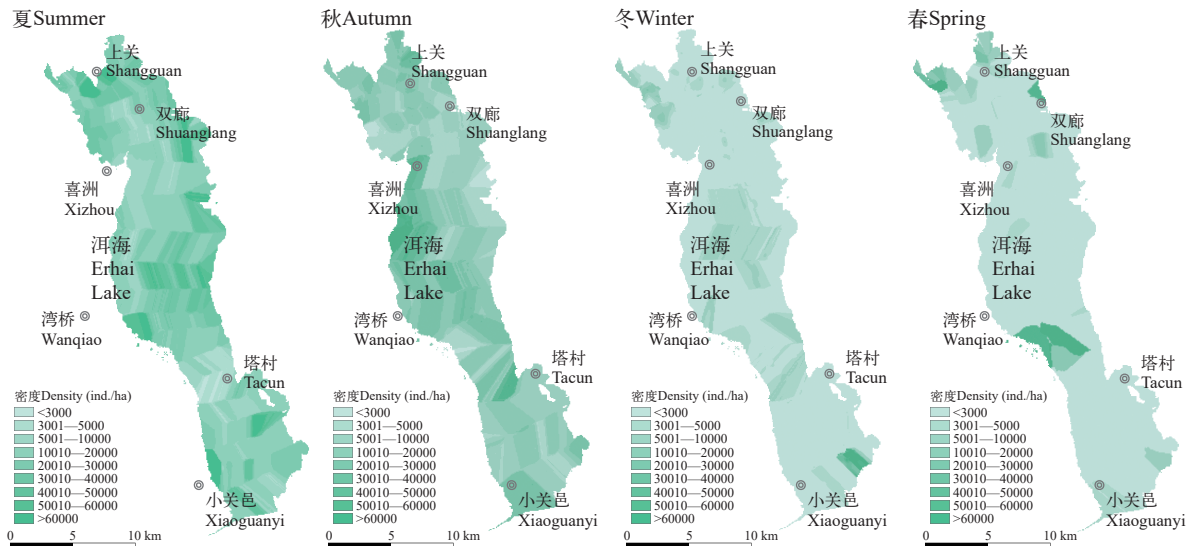 夏Summer
上关
Shangguan
双廊
Shuanglang
喜洲
Xizhou
洱海
Erhai
Lake
湾桥
Wanqiao
塔村
Tacun
密度Density (ind./ha)
<3000
3001—5000
5001—10000
10010—20000
20010—30000
30010—40000
40010—50000
50010—60000
>60000
小关邑
Xiaoguanyi
0 5 10 km
秋Autumn
上关
Shangguan
双廊
Shuanglang
喜洲
Xizhou
洱海
Erhai
Lake
湾桥
Wanqiao
塔村
Tacun
密度Density (ind./ha)
<3000
3001—5000
5001—10000
10010—20000
20010—30000
30010—40000
40010—50000
50010—60000
>60000
小关邑
Xiaoguanyi
0 5 10 km
冬Winter
上关
Shangguan
双廊
Shuanglang
喜洲
Xizhou
洱海
Erhai
Lake
湾桥
Wanqiao
塔村
Tacun
密度Density (ind./ha)
<3000
3001—5000
5001—10000
10010—20000
20010—30000
30010—40000
40010—50000
50010—60000
>60000
小关邑
Xiaoguanyi
0 5 10 km
春Spring
上关
Shangguan
双廊
Shuanglang
喜洲
Xizhou
洱海
Erhai
Lake
湾桥
Wanqiao
塔村
Tacun
密度Density (ind./ha)
<3000
3001—5000
5001—10000
10010—20000
20010—30000
30010—40000
40010—50000
50010—60000
>60000
小关邑
Xiaoguanyi
0 5 10 km